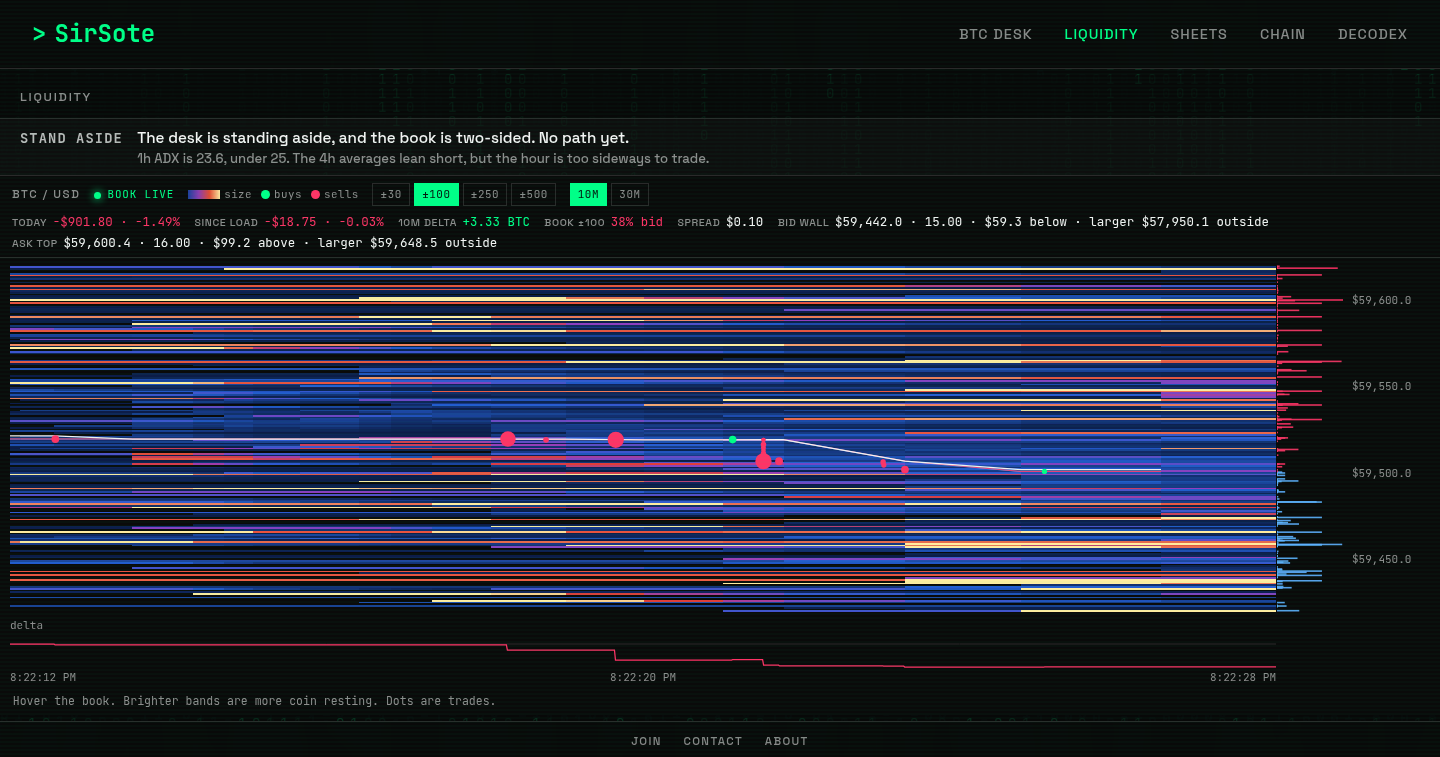 > SirSote
BTC DESK LIQUIDITY SHEETS CHAIN DECODEX
LIQUIDITY
STAND ASIDE The desk is standing aside, and the book is two-sided. No path yet.
1h ADX is 23.6, under 25. The 4h averages lean short, but the hour is too sideways to trade.
BTC / USD BOOK LIVE size buys sells ±30 ±100 ±250 ±500 10M 30M
TODAY -$901.80 · -1.49% SINCE LOAD -$18.75 · -0.03% 10M DELTA +3.33 BTC BOOK ±100 38% bid SPREAD $0.10 BID WALL $59,442.0 · 15.00 · $59.3 below · larger $57,950.1 outside
ASK TOP $59,600.4 · 16.00 · $99.2 above · larger $59,648.5 outside
$59,600.0
$59,550.0
$59,500.0
$59,450.0
delta
8:22:12 PM 8:22:20 PM 8:22:28 PM
Hover the book. Brighter bands are more coin resting. Dots are trades.
JOIN CONTACT ABOUT